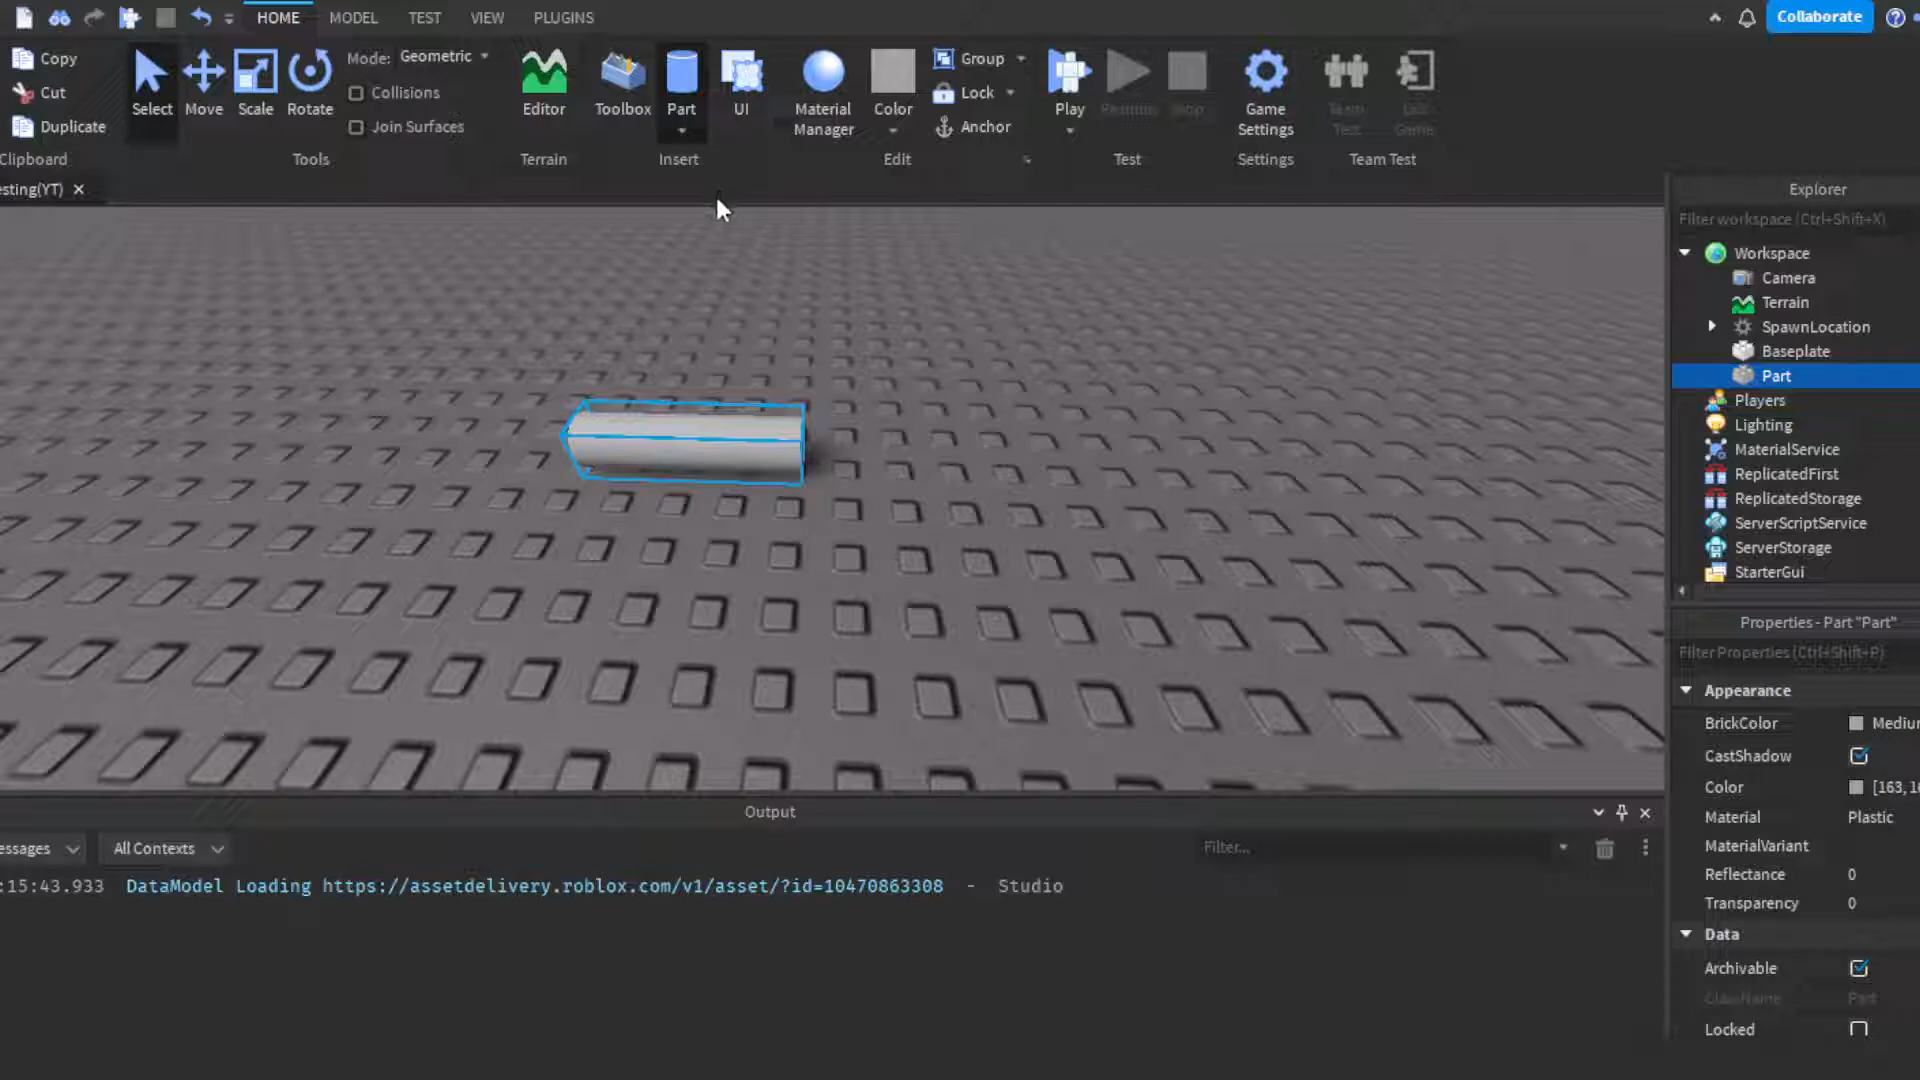 HOME MODEL TEST VIEW PLUGINS Collaborate
Copy
Cut
Duplicate
Clipboard
Select Move Scale Rotate
Mode: Geometric
Collisions
Join Surfaces
Tools
Editor
Terrain
Toolbox Part UI
Insert
Material Manager
Color
Group
Lock
Anchor
Edit
Play
Test
Game Settings
Settings
Team Test
Team Test
esting(YT)
Explorer
Filter workspace (Ctrl+Shift+X)
Workspace
Camera
Terrain
SpawnLocation
Baseplate
Part
Players
Lighting
MaterialService
ReplicatedFirst
ReplicatedStorage
ServerScriptService
ServerStorage
StarterGui
Properties - Part "Part"
Filter Properties (Ctrl+Shift+P)
Appearance
BrickColor Mediu
CastShadow
Color [163,1
Material Plastic
MaterialVariant
Reflectance 0
Transparency 0
Data
Archivable
ClassName Part
Locked
Output
essages All Contexts Filter...
:15:43.933 DataModel Loading https://assetdelivery.roblox.com/v1/asset/?id=10470863308 - Studio